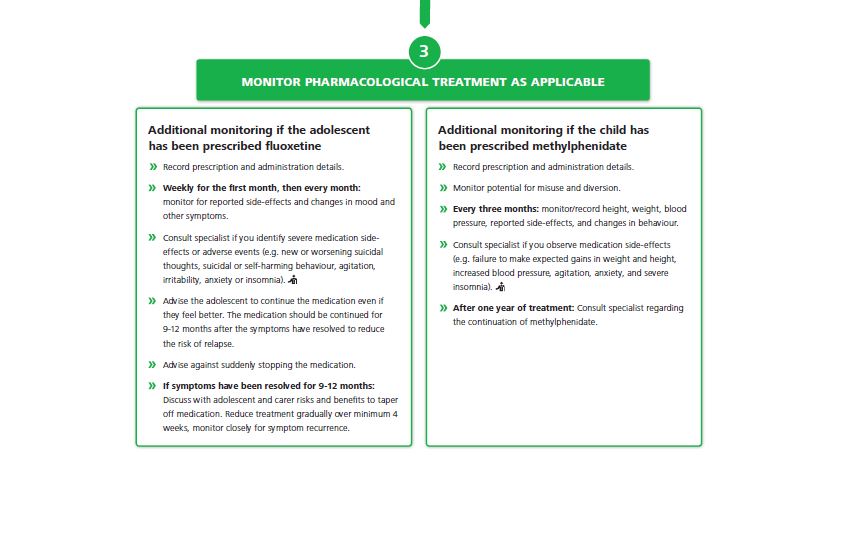 3
MONITOR PHARMACOLOGICAL TREATMENT AS APPLICABLE
Additional monitoring if the adolescent
has been prescribed fluoxetine
» Record prescription and administration details.
» Weekly for the first month, then every month:
monitor for reported side-effects and changes in mood and
other symptoms.
» Consult specialist if you identify severe medication side-
effects or adverse events (e.g. new or worsening suicidal
thoughts, suicidal or self-harming behaviour, agitation,
irritability, anxiety or insomnia).
» Advise the adolescent to continue the medication even if
they feel better. The medication should be continued for
9-12 months after the symptoms have resolved to reduce
the risk of relapse.
» Advise against suddenly stopping the medication.
» If symptoms have been resolved for 9-12 months:
Discuss with adolescent and carer risks and benefits to taper
off medication. Reduce treatment gradually over minimum 4
weeks, monitor closely for symptom recurrence.
Additional monitoring if the child has
been prescribed methylphenidate
» Record prescription and administration details.
» Monitor potential for misuse and diversion.
» Every three months: monitor/record height, weight, blood
pressure, reported side-effects, and changes in behaviour.
» Consult specialist if you observe medication side-effects
(e.g. failure to make expected gains in weight and height,
increased blood pressure, agitation, anxiety, and severe
insomnia).
» After one year of treatment: Consult specialist regarding
the continuation of methylphenidate.